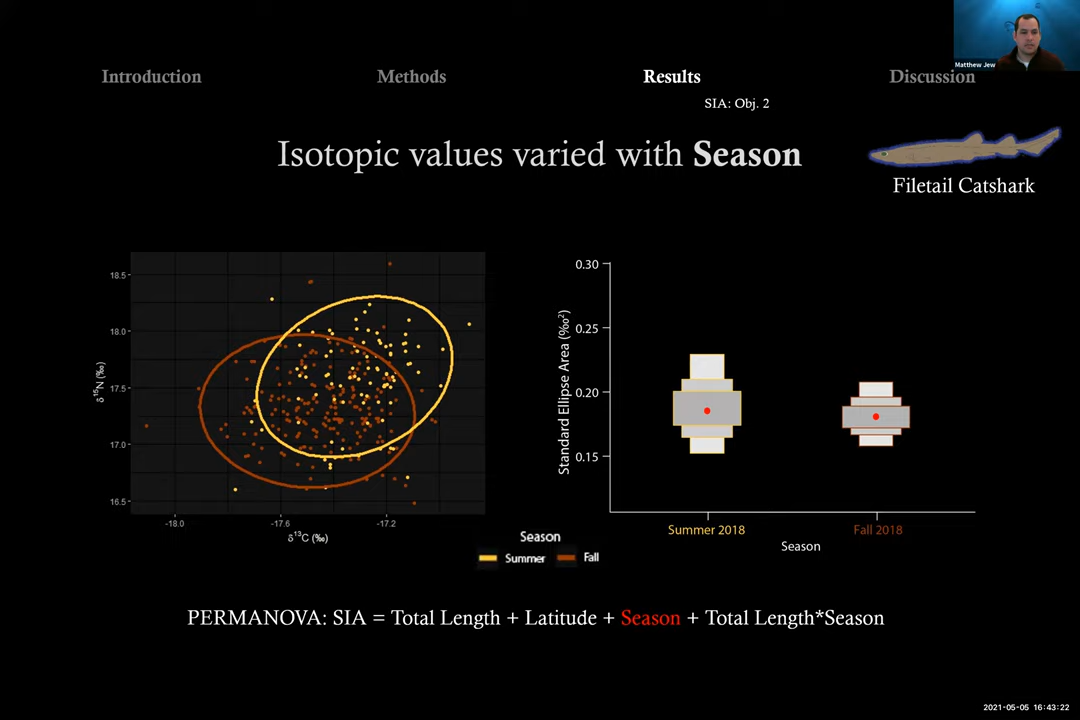 Matthew Jew
Introduction
Methods
Results
Discussion
SIA: Obj. 2
Isotopic values varied with Season
Filetail Catshark
18.5
18.0
17.5
17.0
16.5
δ¹⁵N (‰)
-18.0
-17.6
-17.2
δ¹³C (‰)
Season
Summer
Fall
0.30
0.25
0.20
0.15
Standard Ellipse Area (‰²)
Summer 2018
Fall 2018
Season
PERMANOVA: SIA = Total Length + Latitude + Season + Total Length*Season
2021-05-05 16:43:22